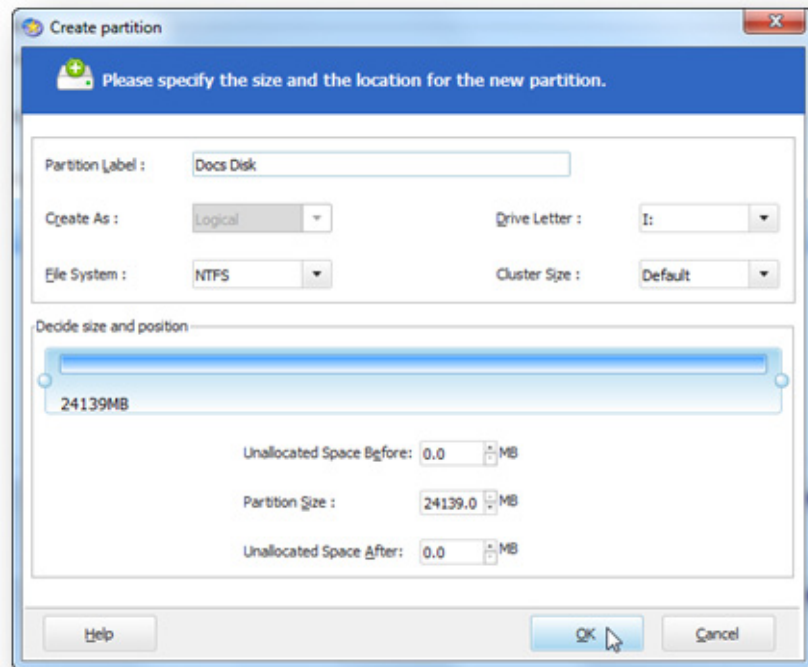 Create partition
Please specify the size and the location for the new partition.
Partition Label : Docs Disk
Create As : Logical Drive Letter : I:
File System : NTFS Cluster Size : Default
Decide size and position
24139MB
Unallocated Space Before: 0.0 MB
Partition Size : 24139.0 MB
Unallocated Space After: 0.0 MB
Help OK Cancel